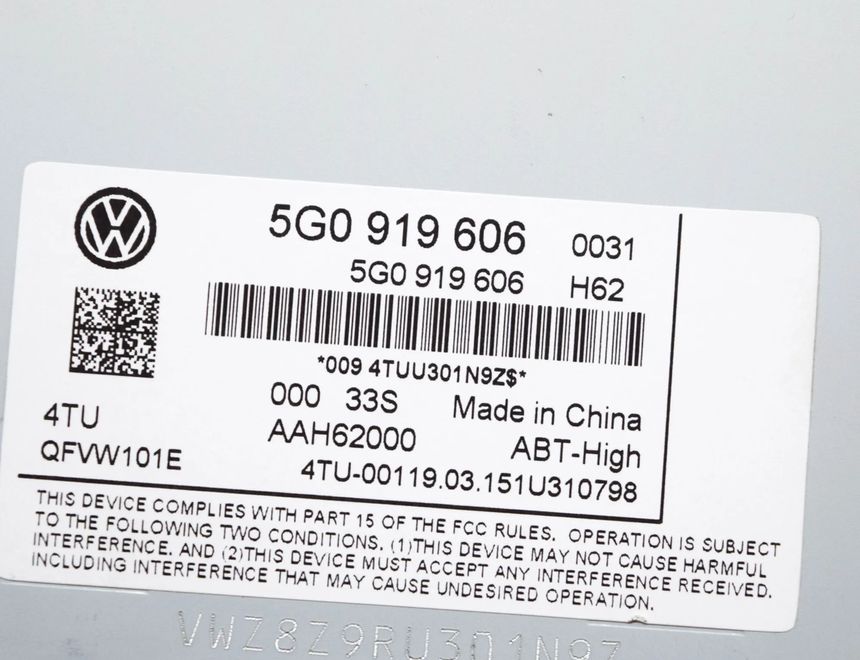 5G0 919 606 0031
5G0 919 606 H62
*009 4TUU301N9Z$*
000 33S Made in China
4TU AAH62000 ABT-High
QFVW101E 4TU-00119.03.151U310798
THIS DEVICE COMPLIES WITH PART 15 OF THE FCC RULES. OPERATION IS SUBJECT
TO THE FOLLOWING TWO CONDITIONS, (1)THIS DEVICE MAY NOT CAUSE HARMFUL
INTERFERENCE, AND (2)THIS DEVICE MUST ACCEPT ANY INTERFERENCE RECEIVED.
INCLUDING INTERFERENCE THAT MAY CAUSE UNDESIRED OPERATION.
VWZ8Z9RU301N9Z